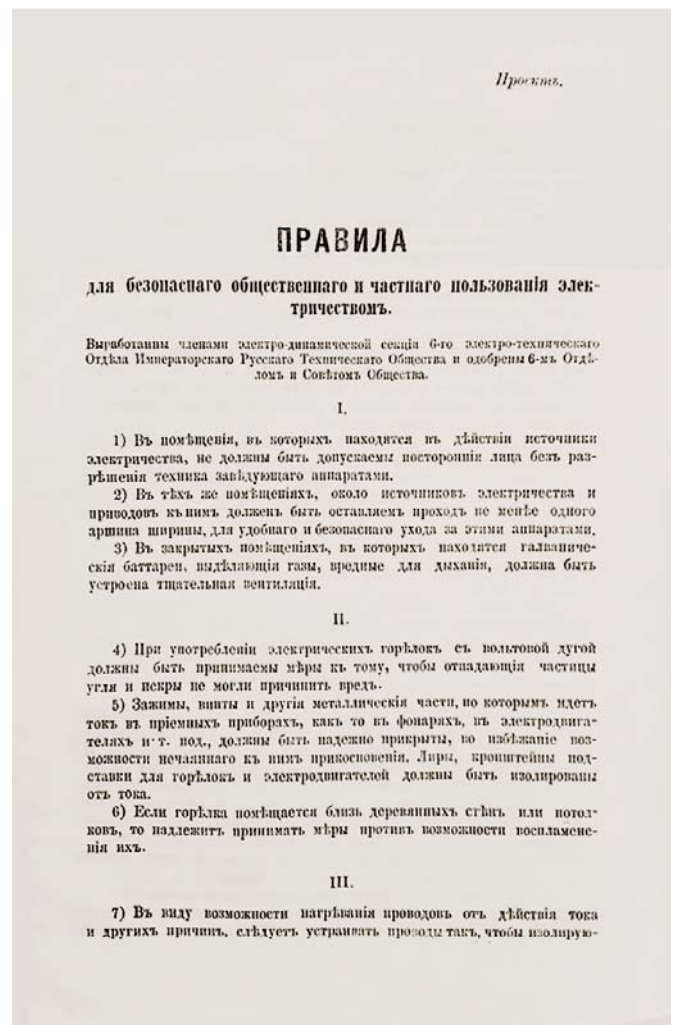 Проектъ.
ПРАВИЛА
для безопаснаго общественнаго и частнаго пользованія элек-
тричествомъ.
Выработанны членами электро-динамической секціи 6-го электро-техническаго
Отдѣла Императорскаго Русскаго Техническаго Общества и одобрены 6-мъ Отдѣ-
ломъ и Совѣтомъ Общества.
I.
1) Въ помѣщенія, въ которыхъ находятся въ дѣйствіи источники
электричества, не должны быть допускаемы постороннія лица безъ раз-
рѣшенія техника завѣдующаго аппаратами.
2) Въ тѣхъ же помѣщеніяхъ, около источниковъ электричества и
приводовъ къ нимъ долженъ быть оставляемъ проходъ не менѣе одного
аршина ширины, для удобнаго и безопаснаго ухода за этими аппаратами.
3) Въ закрытыхъ помѣщеніяхъ, въ которыхъ находятся галваниче-
скія баттареи, выдѣляющія газы, вредные для дыханія, должна быть
устроена тщательная вентиляція.
II.
4) При употребленіи электрическихъ горѣлокъ съ вольтовой дугой
должны быть принимаемы мѣры къ тому, чтобы отпадающія частицы
угля и искры не могли причинить вредъ.
5) Зажимы, винты и другія металлическія части, по которымъ идетъ
токъ въ пріемныхъ приборахъ, какъ то въ фонаряхъ, въ электродвига-
теляхъ и т. под., должны быть надежно прикрыты, во избѣжаніе воз-
можности нечаяннаго къ нимъ прикосновенія. Лиры, кронштейны под-
ставки для горѣлокъ и электродвигателей должны быть изолированы
отъ тока.
6) Если горѣлка помѣщается близь деревянныхъ стѣнъ или потол-
ковъ, то надлежитъ принимать мѣры противъ возможности воспламене-
нія ихъ.
III.
7) Въ виду возможности нагрѣванія проводовъ отъ дѣйствія тока
и другихъ причинъ, слѣдуетъ устраивать проводы такъ, чтобы изолирую-